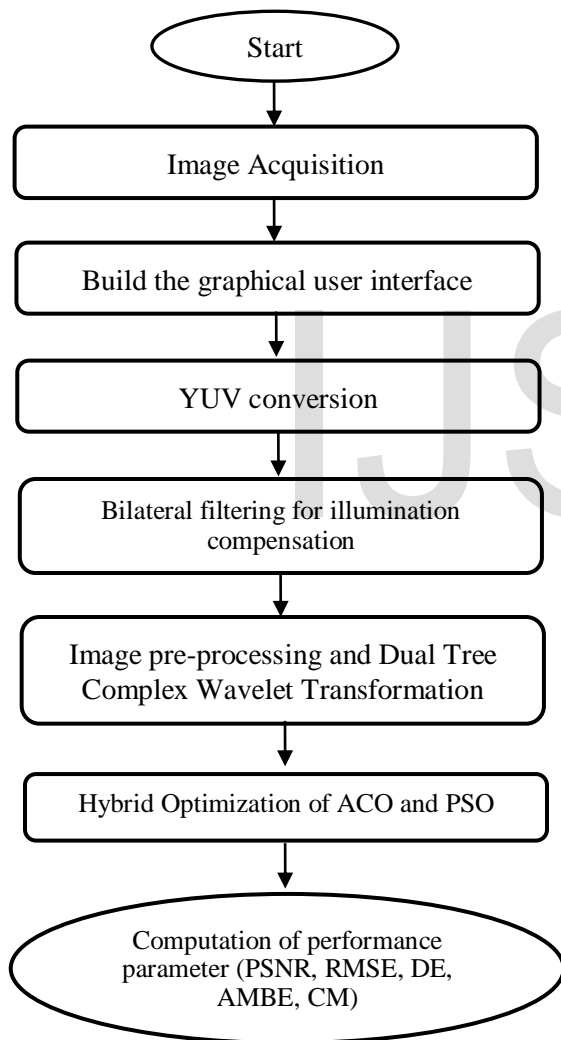 Start
Image Acquisition
Build the graphical user interface
YUV conversion
IJS
Bilateral filtering for illumination
compensation
Image pre-processing and Dual Tree
Complex Wavelet Transformation
Hybrid Optimization of ACO and PSO
Computation of performance
parameter (PSNR, RMSE, DE,
AMBE, CM)